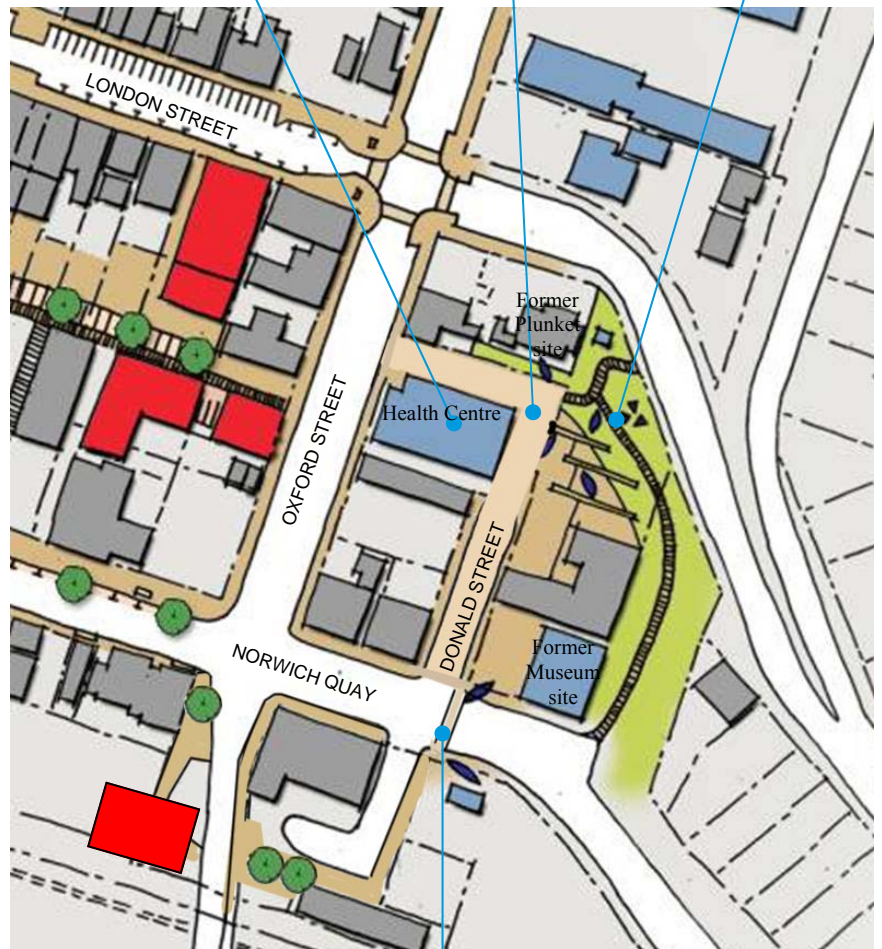 LONDON STREET
Former
Plunket
site
Health Centre
OXFORD STREET
DONALD STREET
Former
Museum
site
NORWICH QUAY